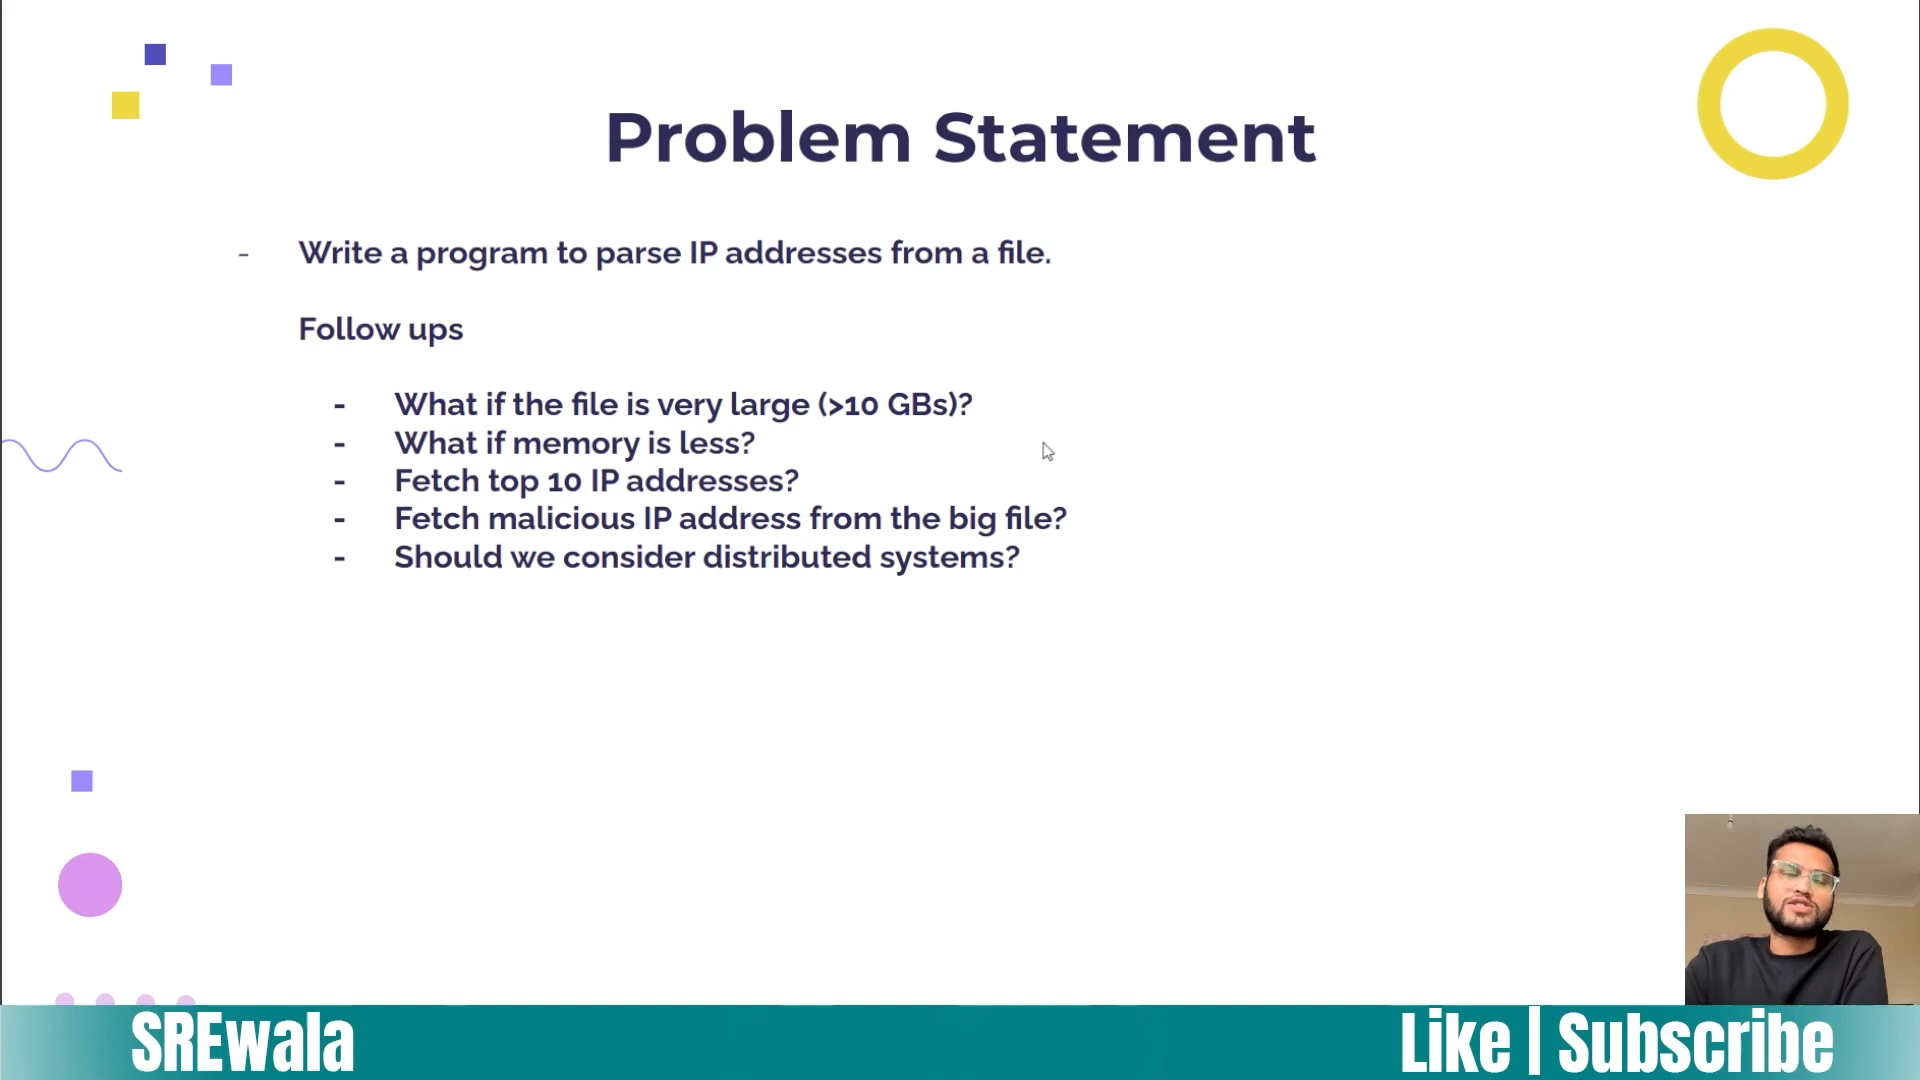 Problem Statement
- Write a program to parse IP addresses from a file.
Follow ups
- What if the file is very large (>10 GBs)?
- What if memory is less?
- Fetch top 10 IP addresses?
- Fetch malicious IP address from the big file?
- Should we consider distributed systems?
SREwala
Like | Subscribe